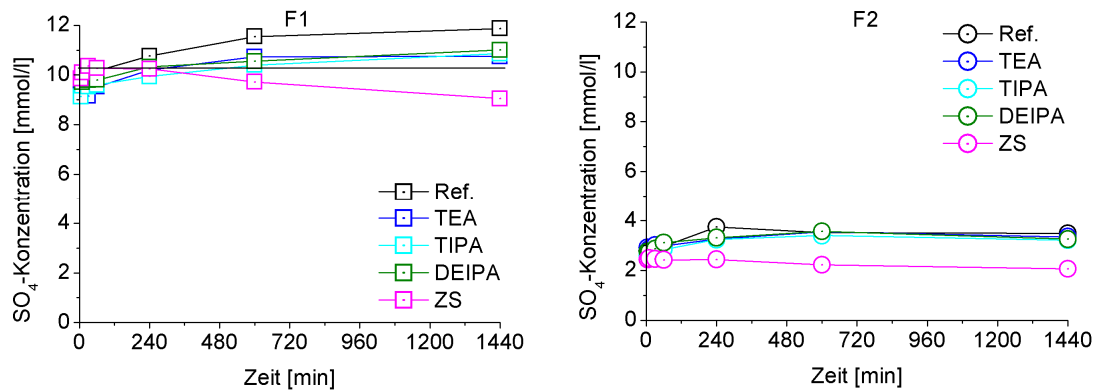 F1
SO₄-Konzentration [mmol/l]
12
10
8
6
4
2
0
Ref.
TEA
TIPA
DEIPA
ZS
0 240 480 720 960 1200 1440
Zeit [min]
F2
SO₄-Konzentration [mmol/l]
12
10
8
6
4
2
0
Ref.
TEA
TIPA
DEIPA
ZS
0 240 480 720 960 1200 1440
Zeit [min]